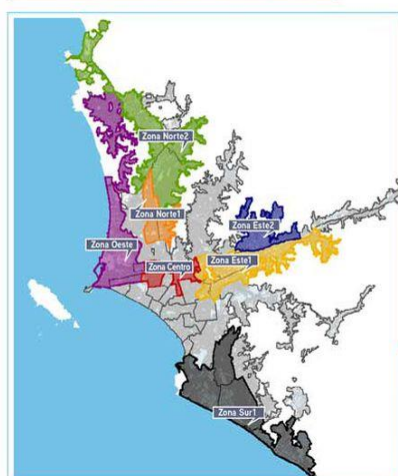 Zona Norte2
Zona Norte1
Zona Este2
Zona Oeste
Zona Centro
Zona Este1
Zona Sur1